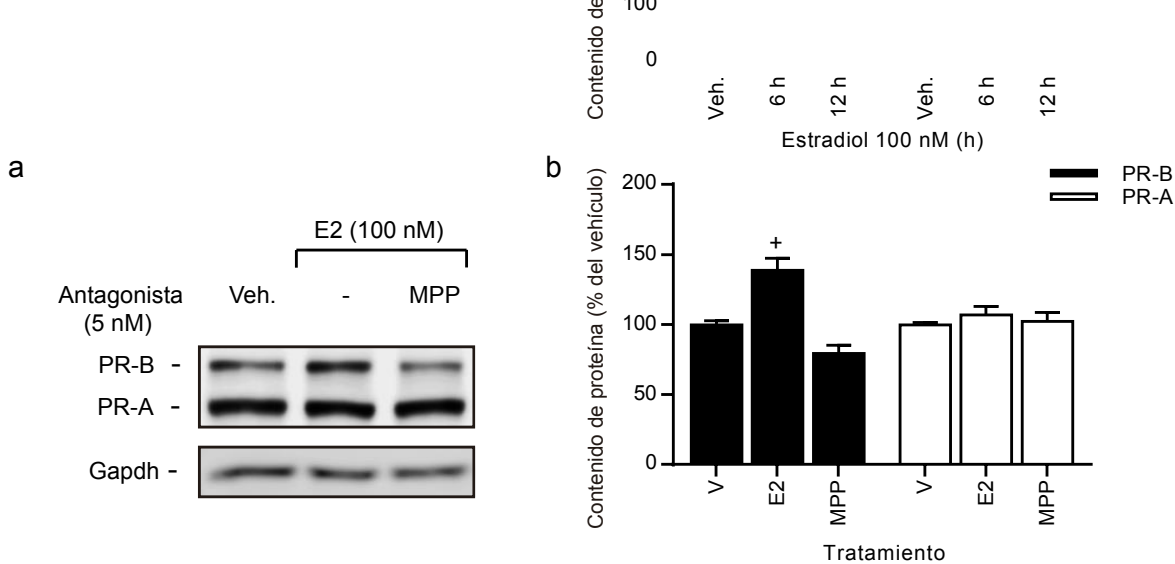 Contenido de
100
0
Veh.
6 h
12 h
Veh.
6 h
12 h
Estradiol 100 nM (h)
a
E2 (100 nM)
Antagonista
(5 nM)
Veh.
-
MPP
PR-B -
PR-A -
Gapdh -
b
PR-B
PR-A
Contenido de proteína (% del vehículo)
200
150
100
50
0
+
V
E2
MPP
V
E2
MPP
Tratamiento